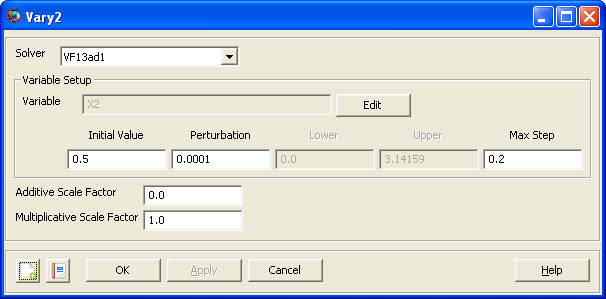 Vary2
Solver VF13ad1
Variable Setup
Variable X2 Edit
Initial Value Perturbation Lower Upper Max Step
0.5 0.0001 0.0 3.14159 0.2
Additive Scale Factor 0.0
Multiplicative Scale Factor 1.0
OK Apply Cancel Help